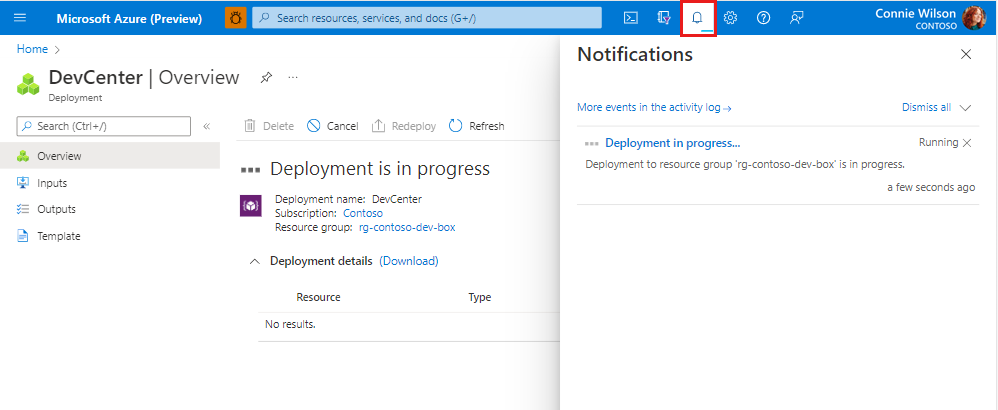 Microsoft Azure (Preview)
Search resources, services, and docs (G+/)
Connie Wilson
CONTOSO
Home
DevCenter | Overview
Deployment
Search (Ctrl+/)
Overview
Inputs
Outputs
Template
Delete
Cancel
Redeploy
Refresh
Deployment is in progress
Deployment name: DevCenter
Subscription: Contoso
Resource group: rg-contoso-dev-box
Deployment details (Download)
Resource Type
No results.
Notifications
More events in the activity log→
Dismiss all
Deployment in progress...
Running
Deployment to resource group 'rg-contoso-dev-box' is in progress.
a few seconds ago